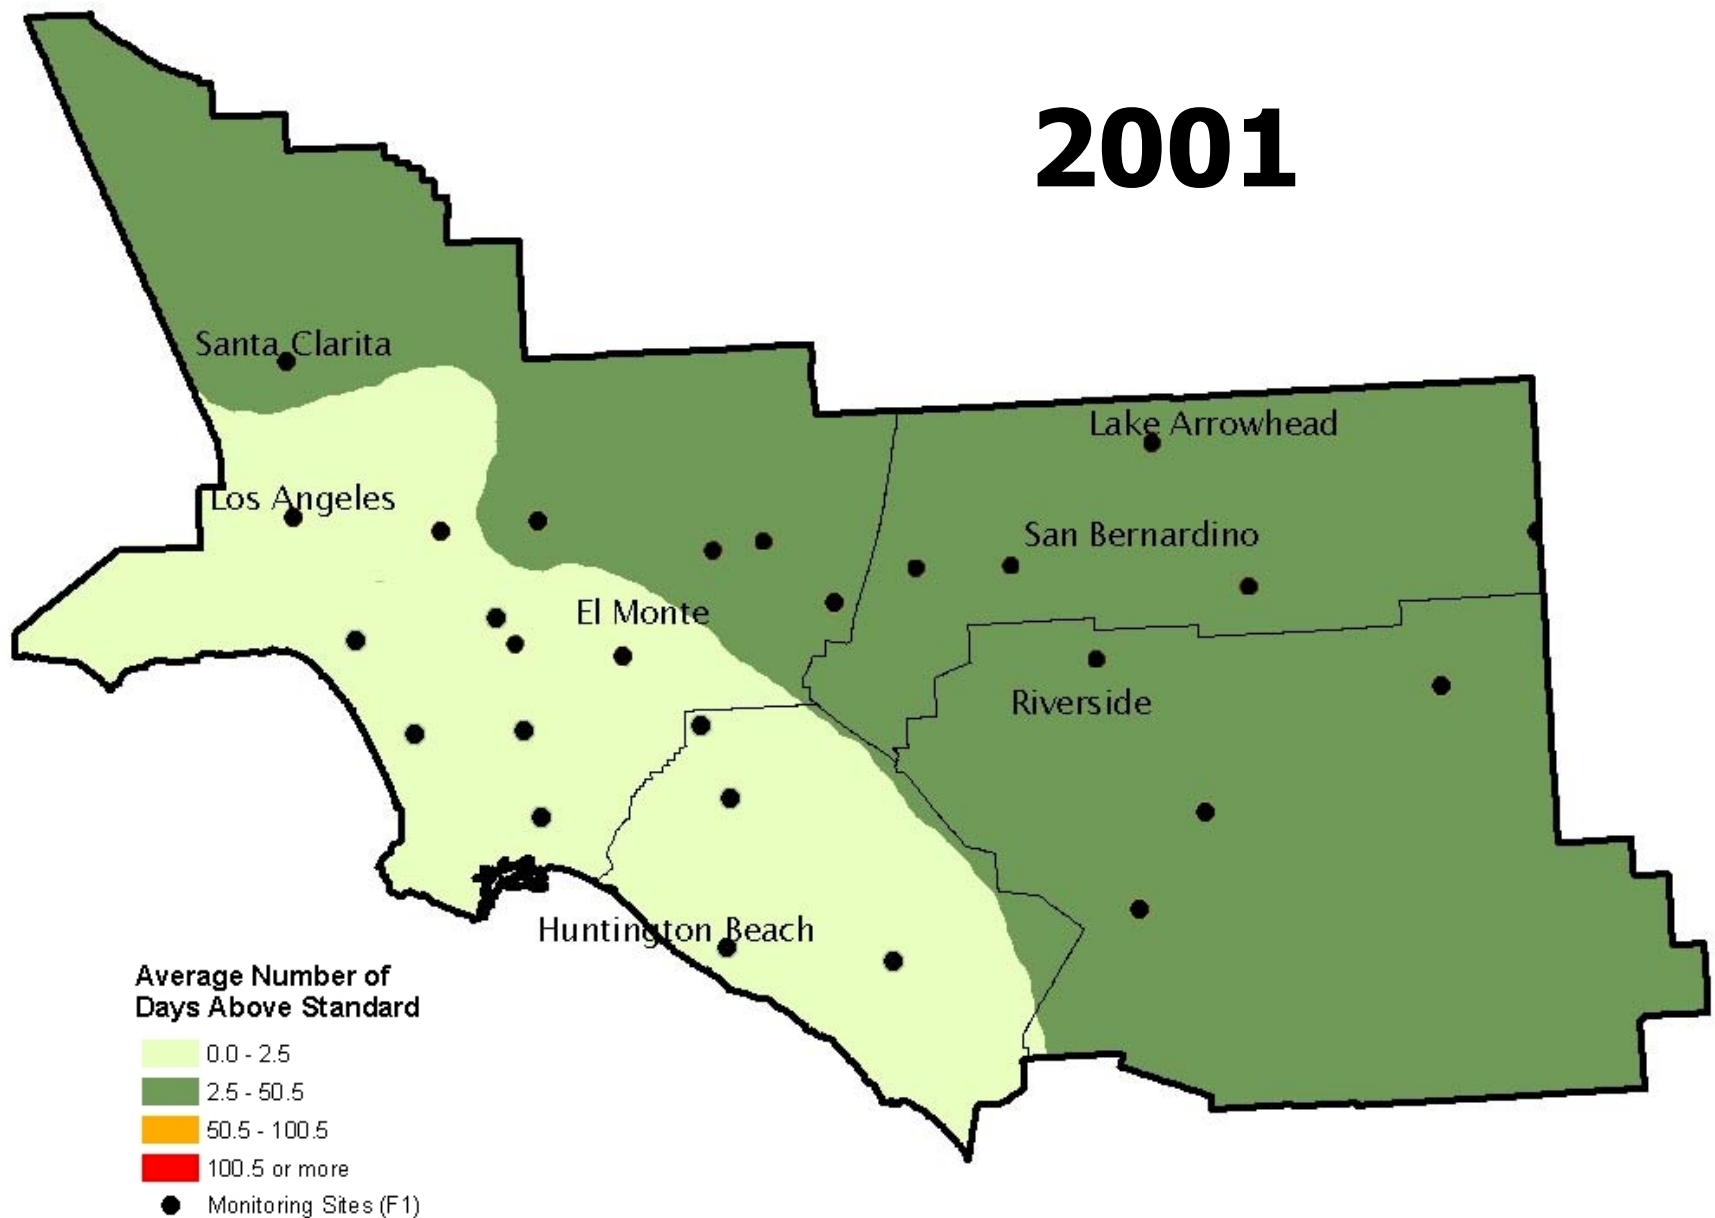 2001
Santa Clarita
Lake Arrowhead
Los Angeles
San Bernardino
El Monte
Riverside
Huntington Beach
Average Number of
Days Above Standard
0.0 - 2.5
2.5 - 50.5
50.5 - 100.5
100.5 or more
Monitoring Sites (F1)